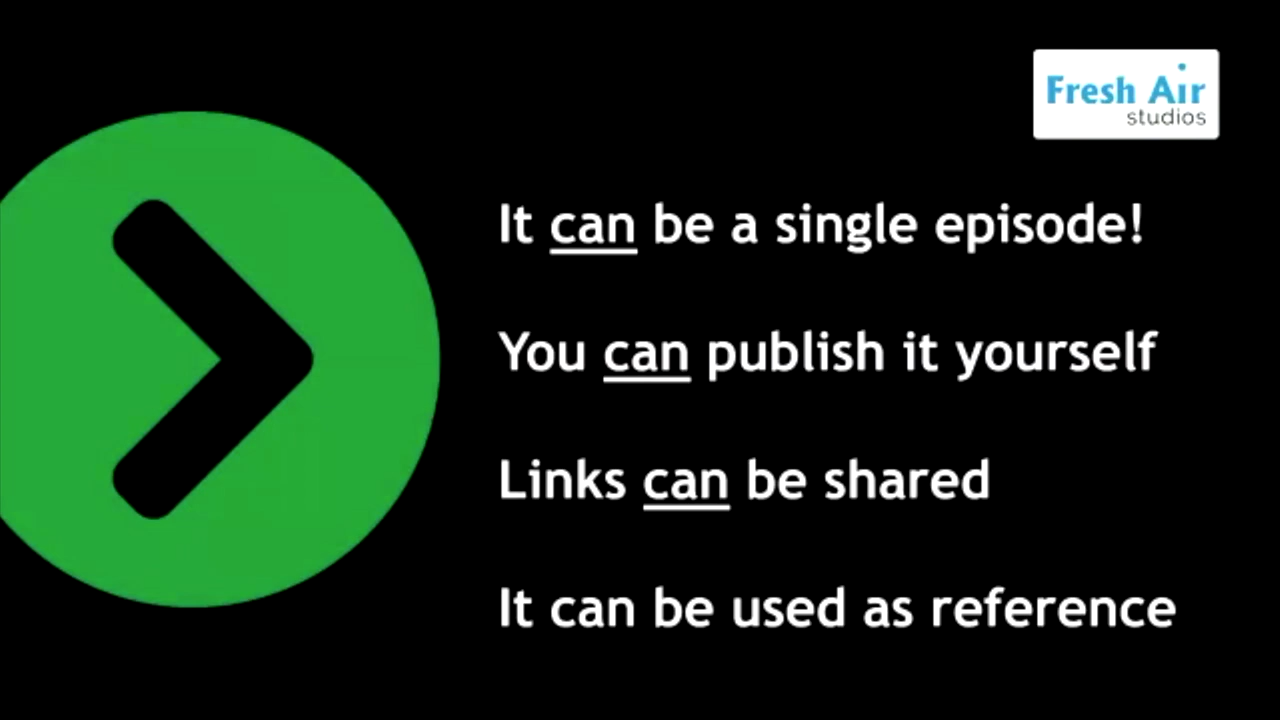 Fresh Air
studios
It can be a single episode!
You can publish it yourself
Links can be shared
It can be used as reference